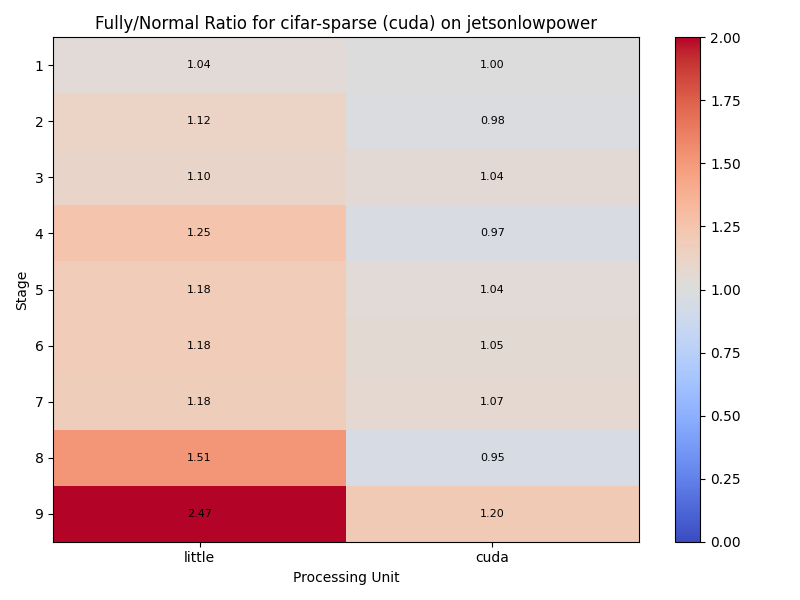 Fully/Normal Ratio for cifar-sparse (cuda) on jetsonlowpower
1 1.04 1.00
2 1.12 0.98
3 1.10 1.04
4 1.25 0.97
5 1.18 1.04
6 1.18 1.05
7 1.18 1.07
8 1.51 0.95
9 2.47 1.20
little cuda
Processing Unit
Stage
2.00
1.75
1.50
1.25
1.00
0.75
0.50
0.25
0.00